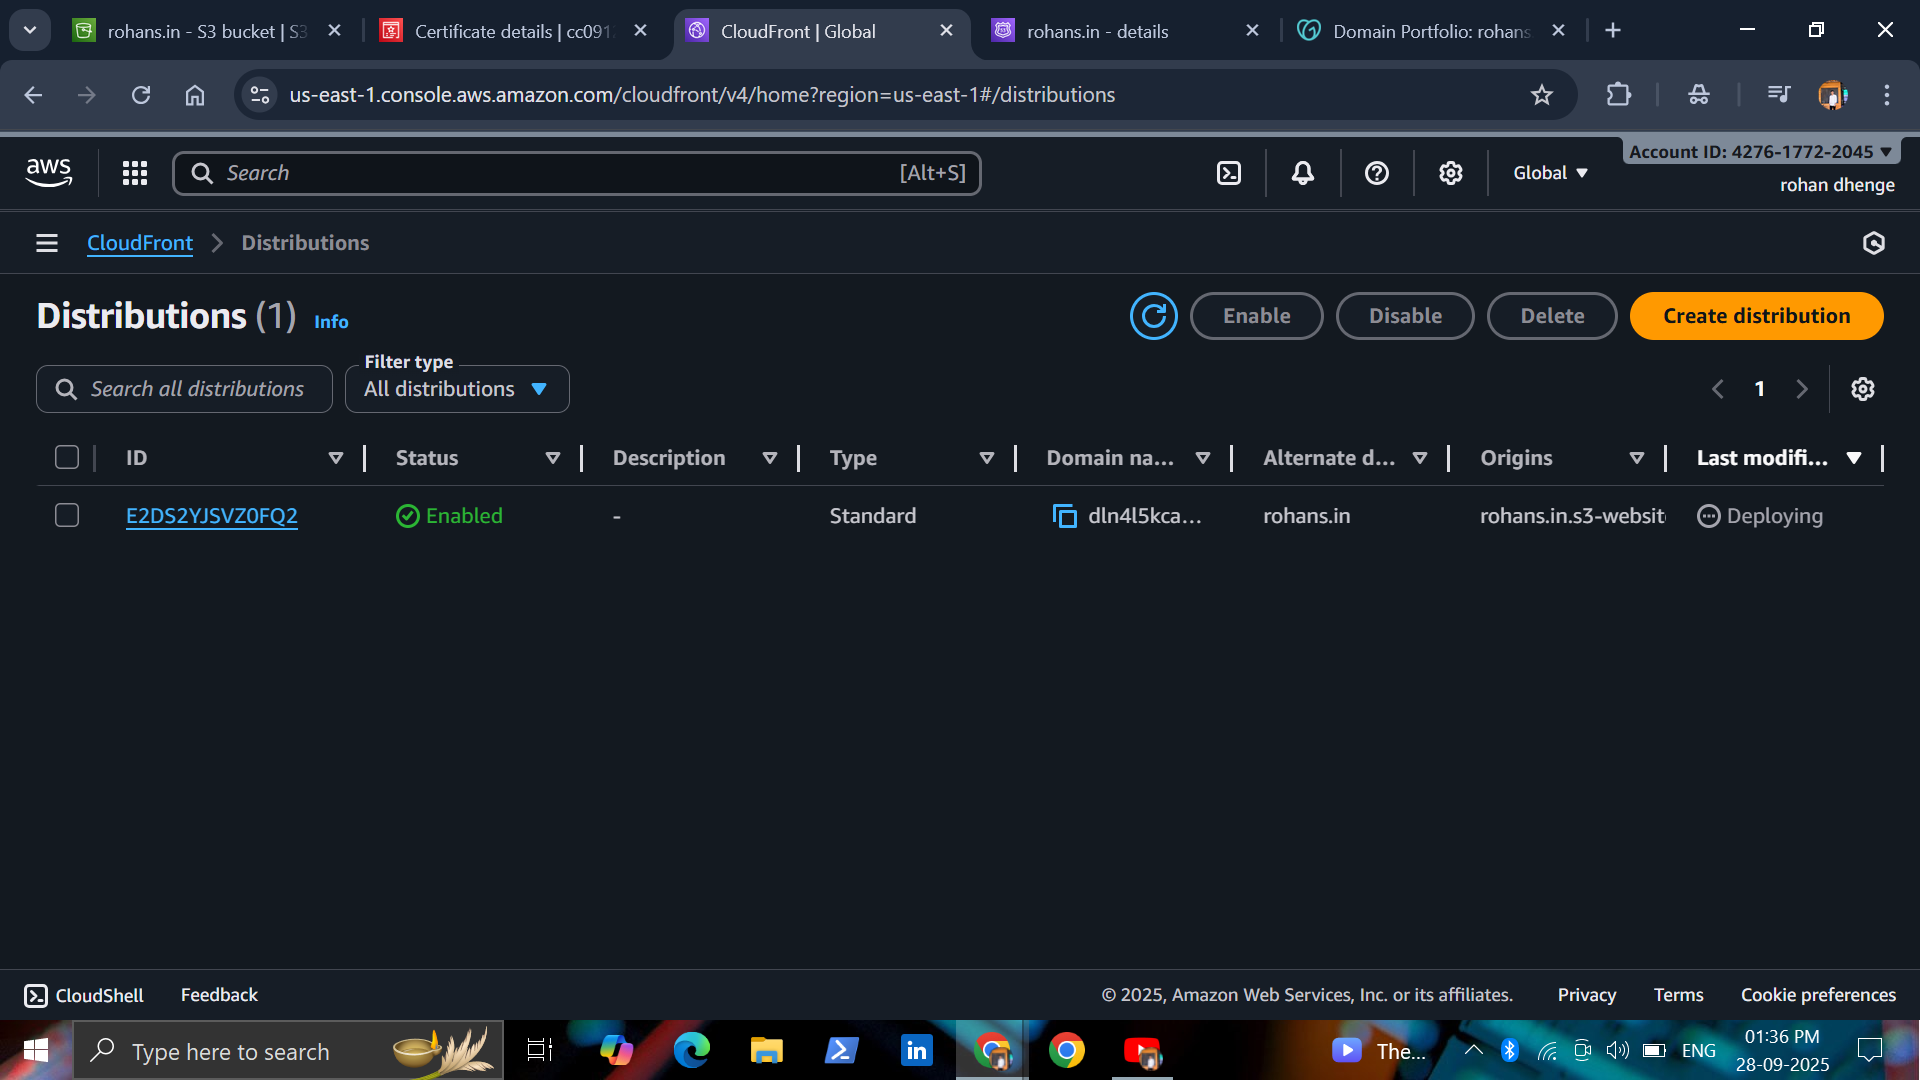 rohans.in - S3 bucket | S3
Certificate details | cc091
CloudFront | Global
rohans.in - details
Domain Portfolio: rohans.
us-east-1.console.aws.amazon.com/cloudfront/v4/home?region=us-east-1#/distributions
aws
Search
[Alt+S]
Global
Account ID: 4276-1772-2045
rohan dhenge
CloudFront
Distributions
Distributions (1)
Info
Enable
Disable
Delete
Create distribution
Search all distributions
Filter type
All distributions
1
ID
Status
Description
Type
Domain na...
Alternate d...
Origins
Last modifi...
E2DS2YJSVZ0FQ2
Enabled
-
Standard
dln4l5kca...
rohans.in
rohans.in.s3-websit
Deploying
CloudShell
Feedback
© 2025, Amazon Web Services, Inc. or its affiliates.
Privacy
Terms
Cookie preferences
Type here to search
The...
ENG
01:36 PM
28-09-2025